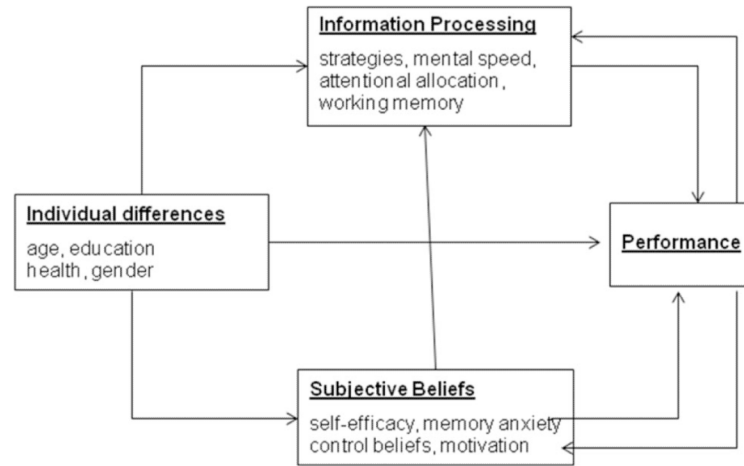 Information Processing
strategies, mental speed,
attentional allocation,
working memory
Individual differences
age, education
health, gender
Performance
Subjective Beliefs
self-efficacy, memory anxiety
control beliefs, motivation